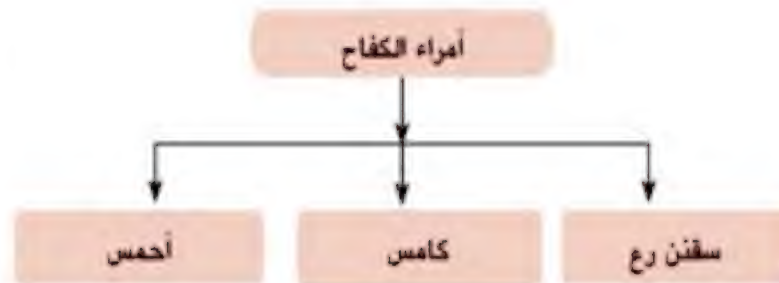 أمراء الكفاح
سقنن رع
كامس
أحمس